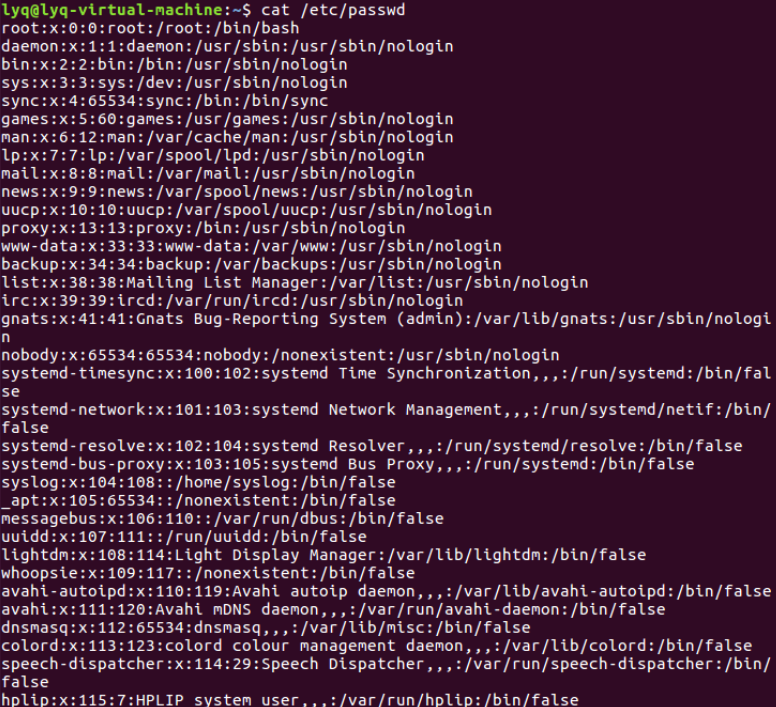 lyq@lyq-virtual-machine:~$ cat /etc/passwd
root:x:0:0:root:/root:/bin/bash
daemon:x:1:1:daemon:/usr/sbin:/usr/sbin/nologin
bin:x:2:2:bin:/bin:/usr/sbin/nologin
sys:x:3:3:sys:/dev:/usr/sbin/nologin
sync:x:4:65534:sync:/bin:/bin/sync
games:x:5:60:games:/usr/games:/usr/sbin/nologin
man:x:6:12:man:/var/cache/man:/usr/sbin/nologin
lp:x:7:7:lp:/var/spool/lpd:/usr/sbin/nologin
mail:x:8:8:mail:/var/mail:/usr/sbin/nologin
news:x:9:9:news:/var/spool/news:/usr/sbin/nologin
uucp:x:10:10:uucp:/var/spool/uucp:/usr/sbin/nologin
proxy:x:13:13:proxy:/bin:/usr/sbin/nologin
www-data:x:33:33:www-data:/var/www:/usr/sbin/nologin
backup:x:34:34:backup:/var/backups:/usr/sbin/nologin
list:x:38:38:Mailing List Manager:/var/list:/usr/sbin/nologin
irc:x:39:39:ircd:/var/run/ircd:/usr/sbin/nologin
gnats:x:41:41:Gnats Bug-Reporting System (admin):/var/lib/gnats:/usr/sbin/nologi
n
nobody:x:65534:65534:nobody:/nonexistent:/usr/sbin/nologin
systemd-timesync:x:100:102:systemd Time Synchronization,,,:/run/systemd:/bin/fal
se
systemd-network:x:101:103:systemd Network Management,,,:/run/systemd/netif:/bin/
false
systemd-resolve:x:102:104:systemd Resolver,,,:/run/systemd/resolve:/bin/false
systemd-bus-proxy:x:103:105:systemd Bus Proxy,,,:/run/systemd:/bin/false
syslog:x:104:108::/home/syslog:/bin/false
_apt:x:105:65534::/nonexistent:/bin/false
messagebus:x:106:110::/var/run/dbus:/bin/false
uuidd:x:107:111::/run/uuidd:/bin/false
lightdm:x:108:114:Light Display Manager:/var/lib/lightdm:/bin/false
whoopsie:x:109:117::/nonexistent:/bin/false
avahi-autoipd:x:110:119:Avahi autoip daemon,,,:/var/lib/avahi-autoipd:/bin/false
avahi:x:111:120:Avahi mDNS daemon,,,:/var/run/avahi-daemon:/bin/false
dnsmasq:x:112:65534:dnsmasq,,,:/var/lib/misc:/bin/false
colord:x:113:123:colord colour management daemon,,,:/var/lib/colord:/bin/false
speech-dispatcher:x:114:29:Speech Dispatcher,,,:/var/run/speech-dispatcher:/bin/
false
hplip:x:115:7:HPLIP system user,,,:/var/run/hplip:/bin/false